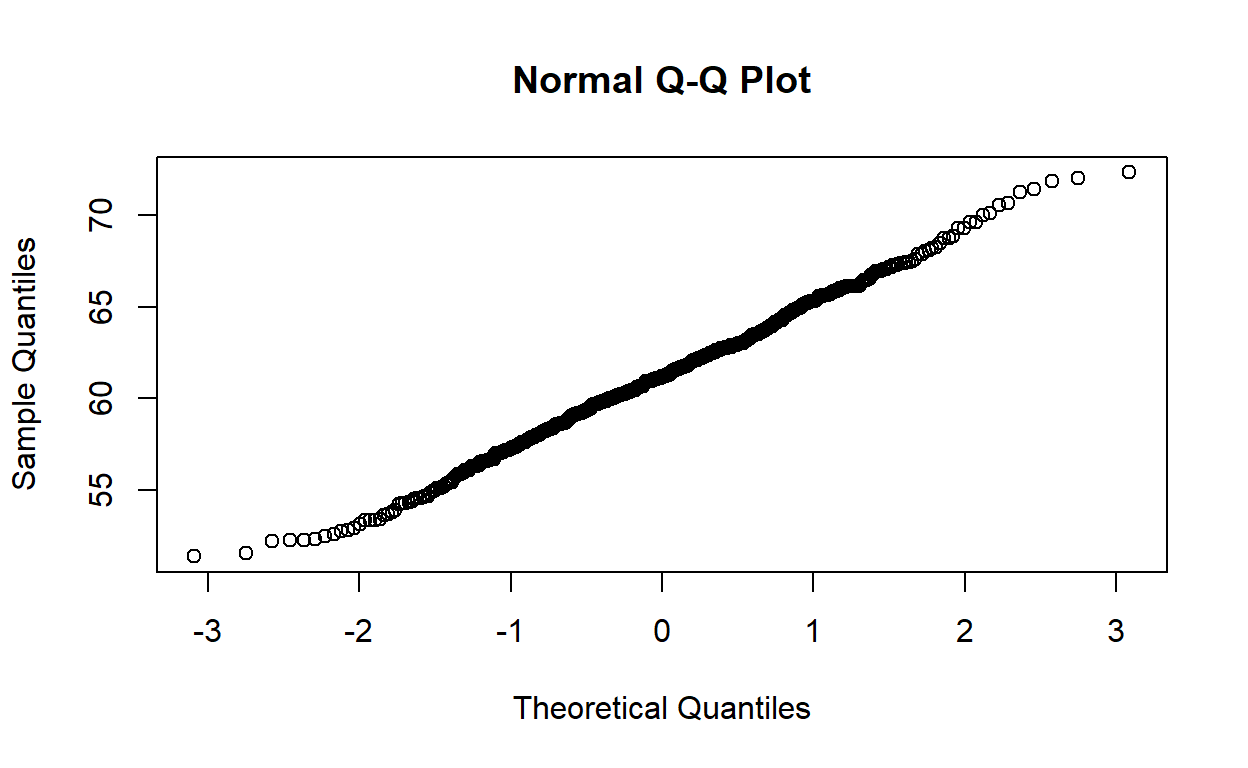 Normal Q-Q Plot
70
65
60
55
Sample Quantiles
-3 -2 -1 0 1 2 3
Theoretical Quantiles